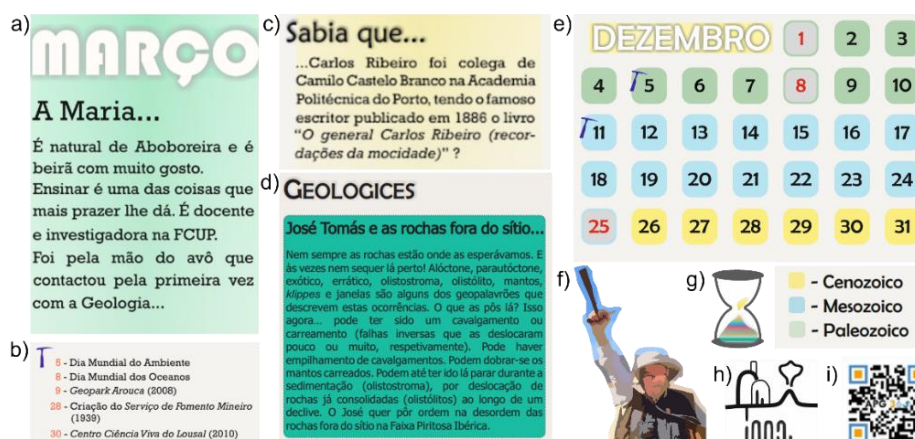 a)
MARÇO
A Maria...
É natural de Aboboreira e é
beirã com muito gosto.
Ensinar é uma das coisas que
mais prazer lhe dá. É docente
e investigadora na FCUP.
Foi pela mão do avô que
contactou pela primeira vez
com a Geologia...
b)
5 - Dia Mundial do Ambiente
8 - Dia Mundial dos Oceanos
9 - Geopark Arouca (2008)
28 - Criação do Serviço de Fomento Mineiro
(1939)
30 - Centro Ciência Viva do Lousal (2010)
c)
Sabia que...
...Carlos Ribeiro foi colega de
Camilo Castelo Branco na Academia
Politécnica do Porto, tendo o famoso
escritor publicado em 1886 o livro
"O general Carlos Ribeiro (recor-
dações da mocidade)" ?
d)
GEOLOGICES
José Tomás e as rochas fora do sítio...
Nem sempre as rochas estão onde as esperávamos. E
às vezes nem sequer lá perto! Alóctone, parautóctone,
exótico, errático, olistostroma, olistólito, mantos,
klippes e janelas são alguns dos geopalavrões que
descrevem estas ocorrências. O que as pôs lá? Isso
agora... pode ter sido um cavalgamento ou
carreamento (falhas inversas que as deslocaram
pouco ou muito, respetivamente). Pode haver
empilhamento de cavalgamentos. Podem dobrar-se os
mantos carreados. Podem até ter ido lá parar durante a
sedimentação (olistostroma), por deslocação de
rochas já consolidadas (olistólitos) ao longo de um
declive. O José quer pôr ordem na desordem das
rochas fora do sítio na Faixa Piritosa Ibérica.
e)
DEZEMBRO 1 2 3
4 5 6 7 8 9 10
11 12 13 14 15 16 17
18 19 20 21 22 23 24
25 26 27 28 29 30 31
f)
g)
- Cenozoico
- Mesozoico
- Paleozoico
h)
i)